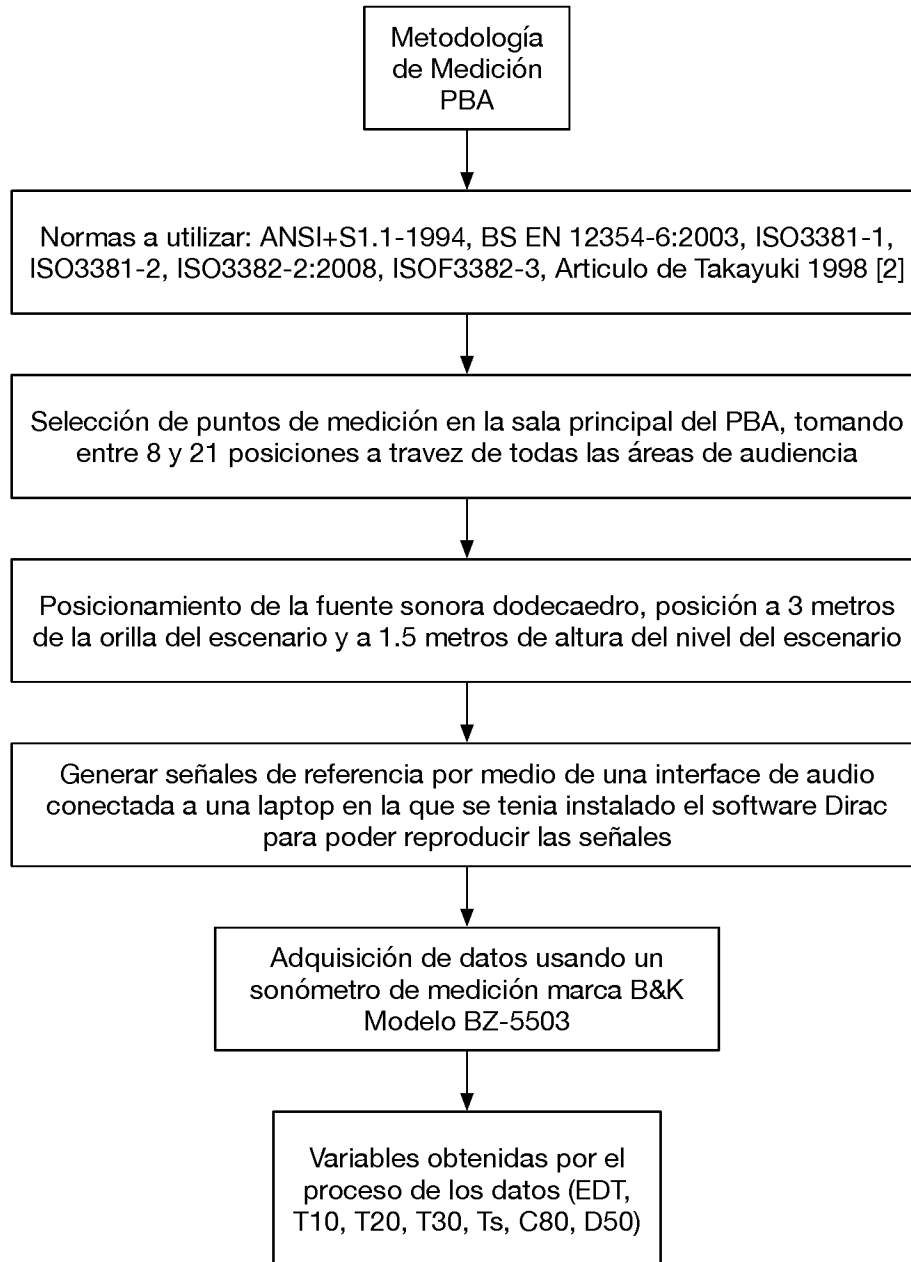 Metodología
de Medición
PBA
Normas a utilizar: ANSI+S1.1-1994, BS EN 12354-6:2003, ISO3381-1,
ISO3381-2, ISO3382-2:2008, ISOF3382-3, Articulo de Takayuki 1998 [2]
Selección de puntos de medición en la sala principal del PBA, tomando
entre 8 y 21 posiciones a travez de todas las áreas de audiencia
Posicionamiento de la fuente sonora dodecaedro, posición a 3 metros
de la orilla del escenario y a 1.5 metros de altura del nivel del escenario
Generar señales de referencia por medio de una interface de audio
conectada a una laptop en la que se tenia instalado el software Dirac
para poder reproducir las señales
Adquisición de datos usando un
sonómetro de medición marca B&K
Modelo BZ-5503
Variables obtenidas por el
proceso de los datos (EDT,
T10, T20, T30, Ts, C80, D50)